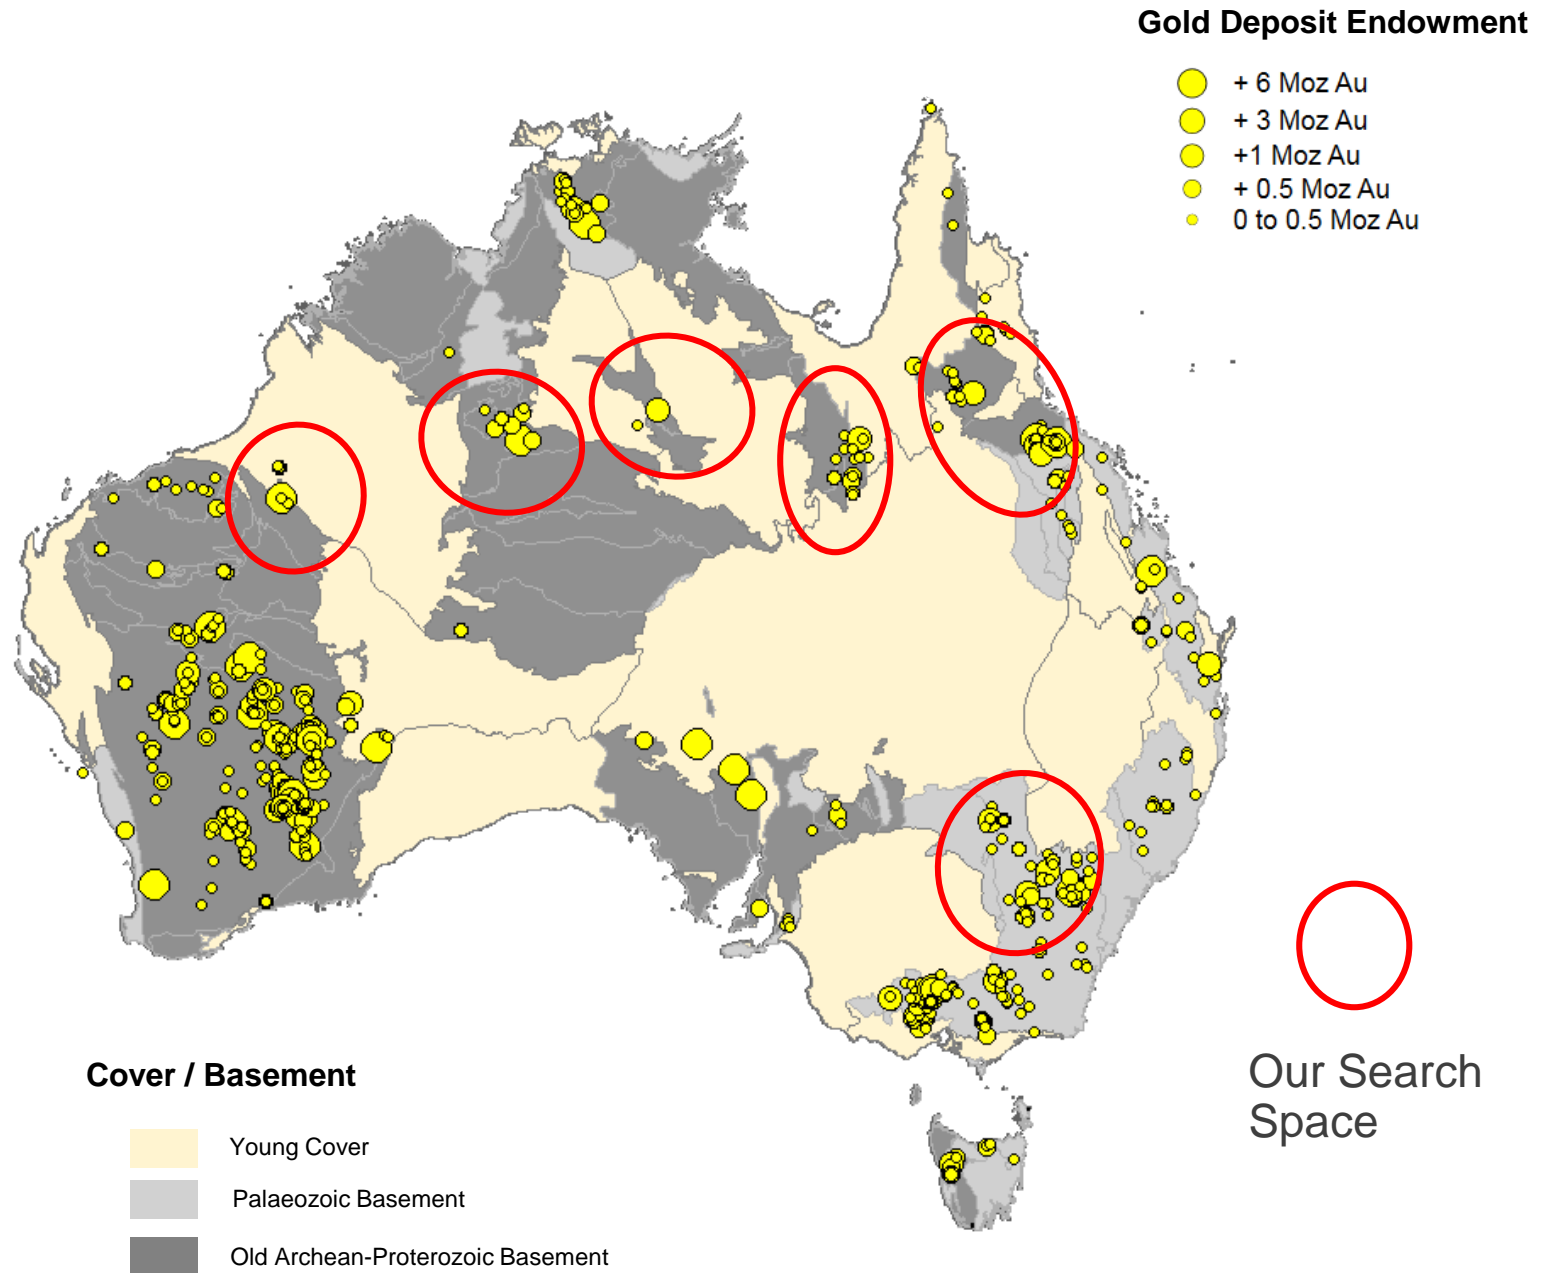 Gold Deposit Endowment
+ 6 Moz Au
+ 3 Moz Au
+1 Moz Au
+ 0.5 Moz Au
0 to 0.5 Moz Au
Our Search
Space
Cover / Basement
Young Cover
Palaeozoic Basement
Old Archean-Proterozoic Basement